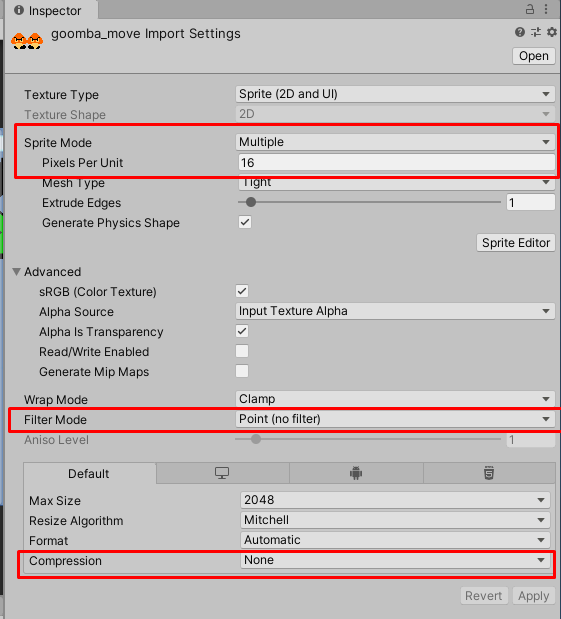 Inspector
goomba_move Import Settings
Open
Texture Type Sprite (2D and UI)
Texture Shape 2D
Sprite Mode Multiple
Pixels Per Unit 16
Mesh Type Tight
Extrude Edges 1
Generate Physics Shape
Sprite Editor
Advanced
sRGB (Color Texture)
Alpha Source Input Texture Alpha
Alpha Is Transparency
Read/Write Enabled
Generate Mip Maps
Wrap Mode Clamp
Filter Mode Point (no filter)
Aniso Level 1
Default
Max Size 2048
Resize Algorithm Mitchell
Format Automatic
Compression None
Revert Apply